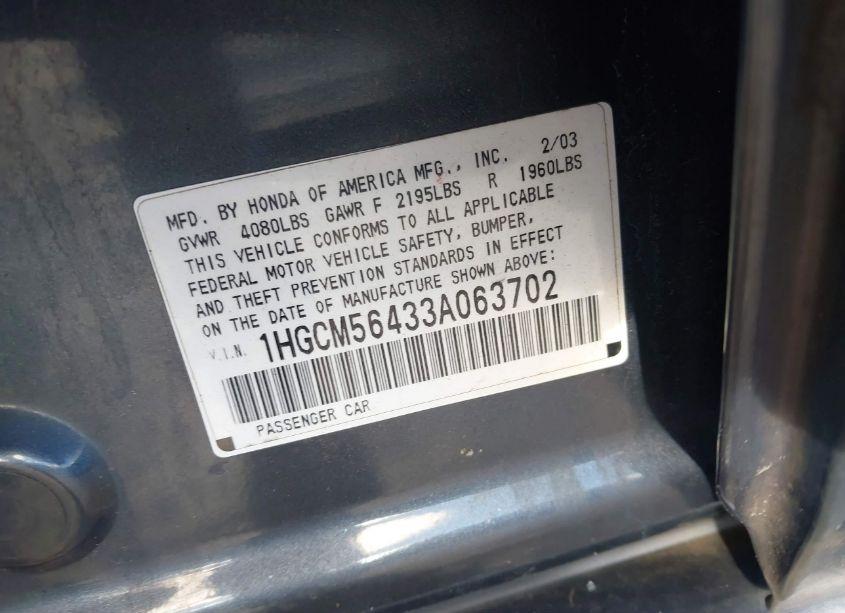 MFD. BY HONDA OF AMERICA MFG., INC. 2/03
GVWR 4080LBS GAWR F 2195LBS R 1960LBS
THIS VEHICLE CONFORMS TO ALL APPLICABLE
FEDERAL MOTOR VEHICLE SAFETY, BUMPER,
AND THEFT PREVENTION STANDARDS IN EFFECT
ON THE DATE OF MANUFACTURE SHOWN ABOVE:
V.I.N. 1HGCM56433A063702
PASSENGER CAR